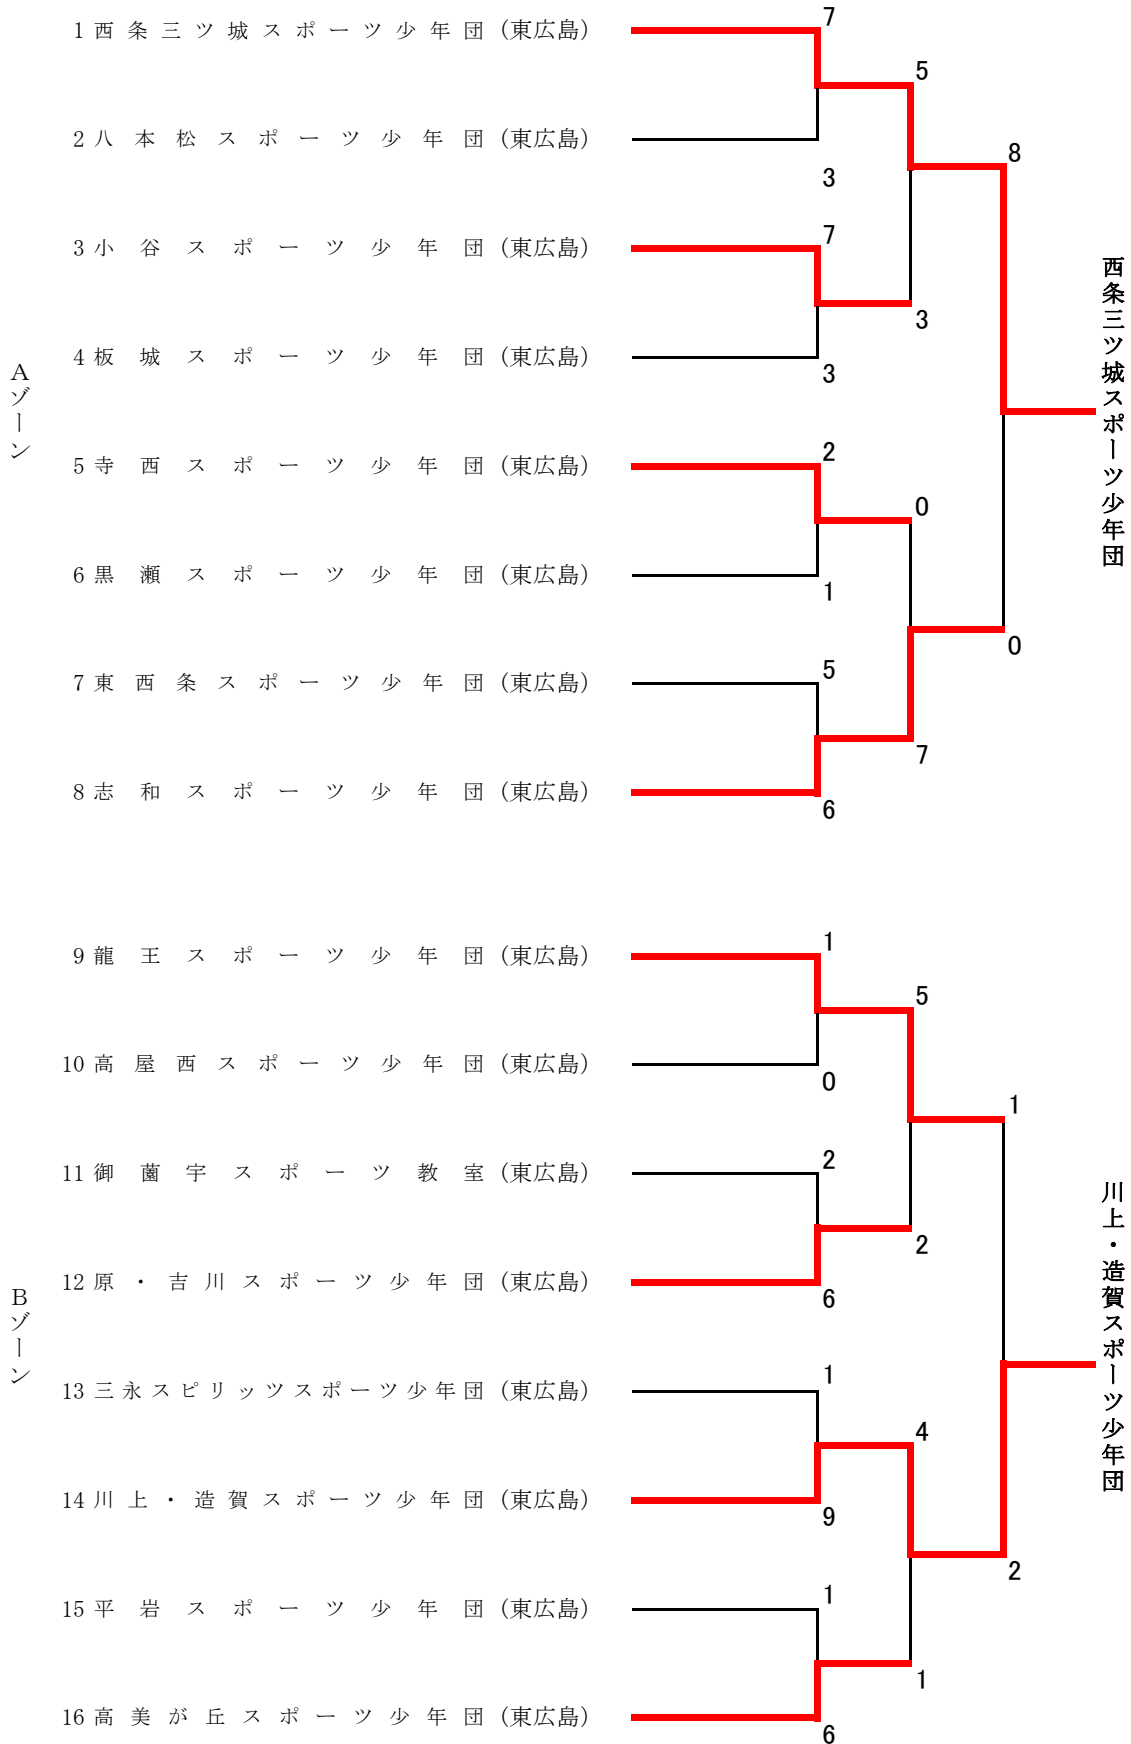 1 西条三ツ城スポーツ少年団 (東広島)
7
5
2 八本松スポーツ少年団 (東広島)
8
3
3 小谷スポーツ少年団 (東広島)
7
3
4 板城スポーツ少年団 (東広島)
3
Aゾーン
西条三ツ城スポーツ少年団
5 寺西スポーツ少年団 (東広島)
2
0
6 黒瀬スポーツ少年団 (東広島)
1
0
7 東西条スポーツ少年団 (東広島)
5
7
8 志和スポーツ少年団 (東広島)
6
9 龍王スポーツ少年団 (東広島)
1
5
10 高屋西スポーツ少年団 (東広島)
0
1
11 御薗宇スポーツ教室 (東広島)
2
2
12 原・吉川スポーツ少年団 (東広島)
6
Bゾーン
川上・造賀スポーツ少年団
13 三永スピリッツスポーツ少年団 (東広島)
1
4
14 川上・造賀スポーツ少年団 (東広島)
9
2
15 平岩スポーツ少年団 (東広島)
1
1
16 高美が丘スポーツ少年団 (東広島)
6